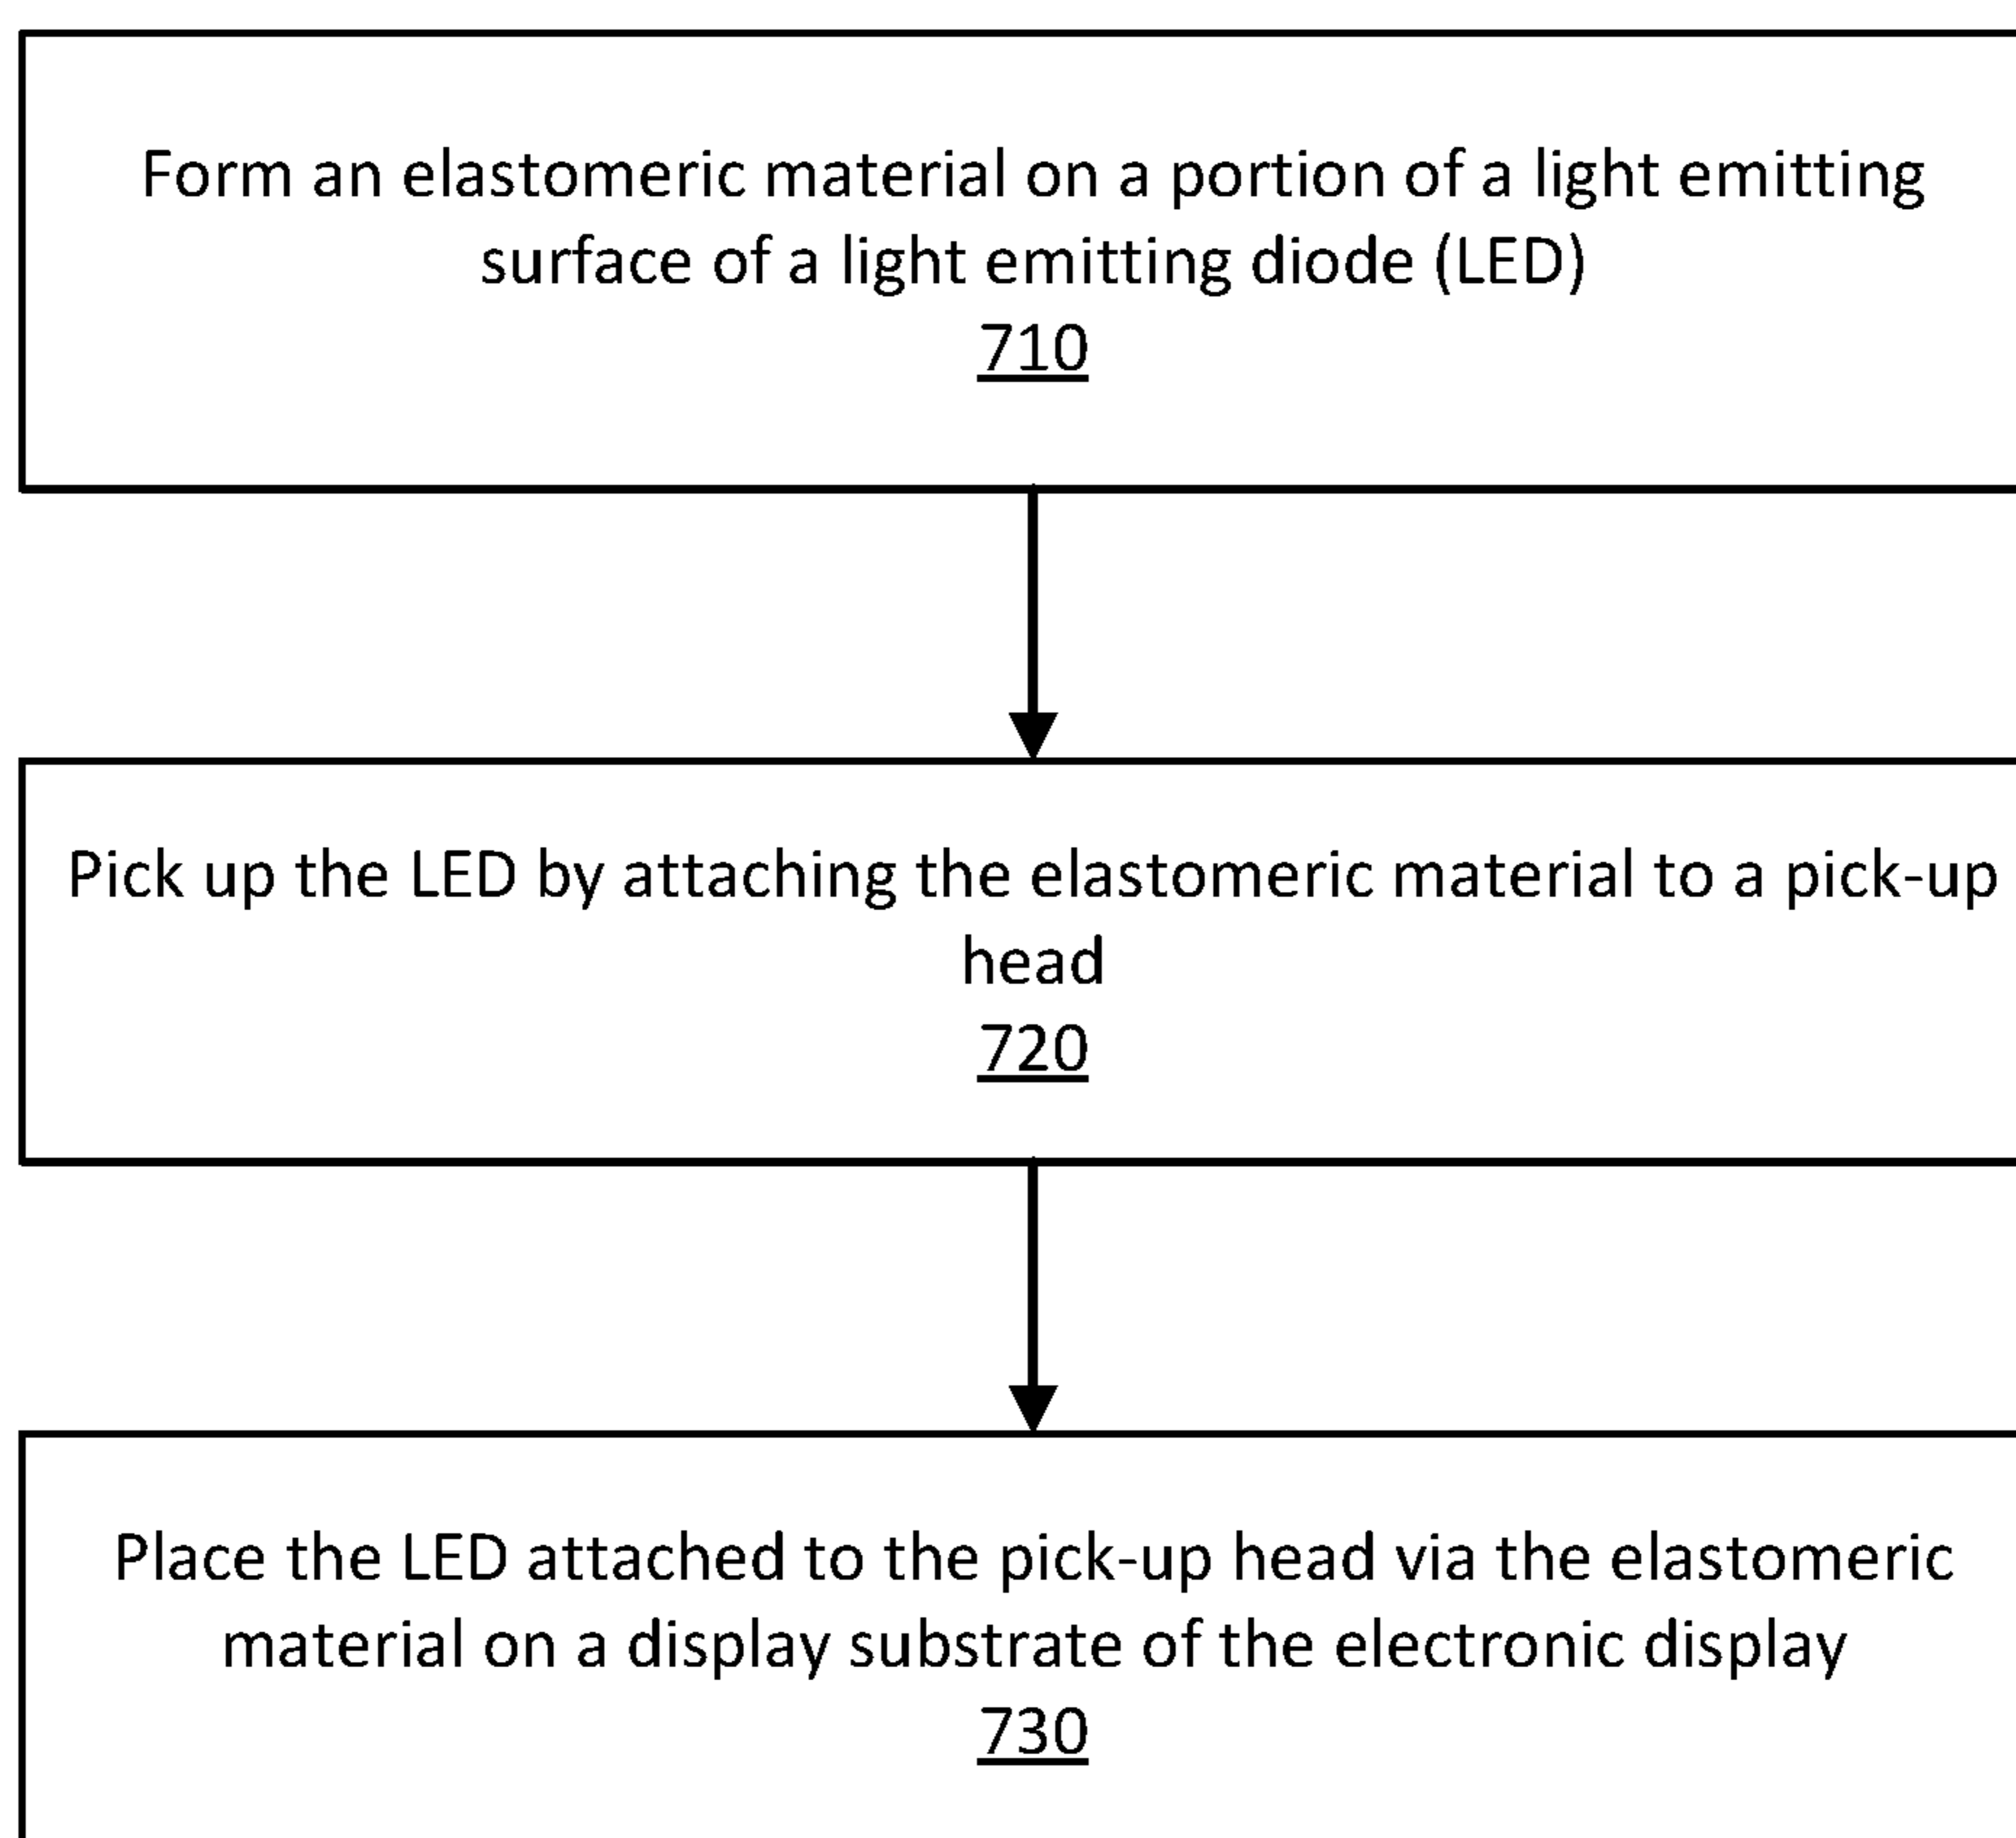 Form an elastomeric material on a portion of a light emitting
surface of a light emitting diode (LED)
710
Pick up the LED by attaching the elastomeric material to a pick-up
head
720
Place the LED attached to the pick-up head via the elastomeric
material on a display substrate of the electronic display
730